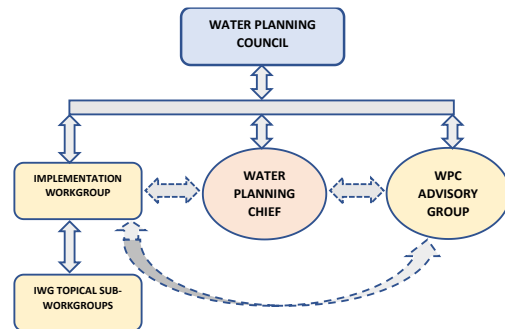 WATER PLANNING
COUNCIL
IMPLEMENTATION
WORKGROUP
WATER
PLANNING
CHIEF
WPC
ADVISORY
GROUP
IWG TOPICAL SUB-
WORKGROUPS